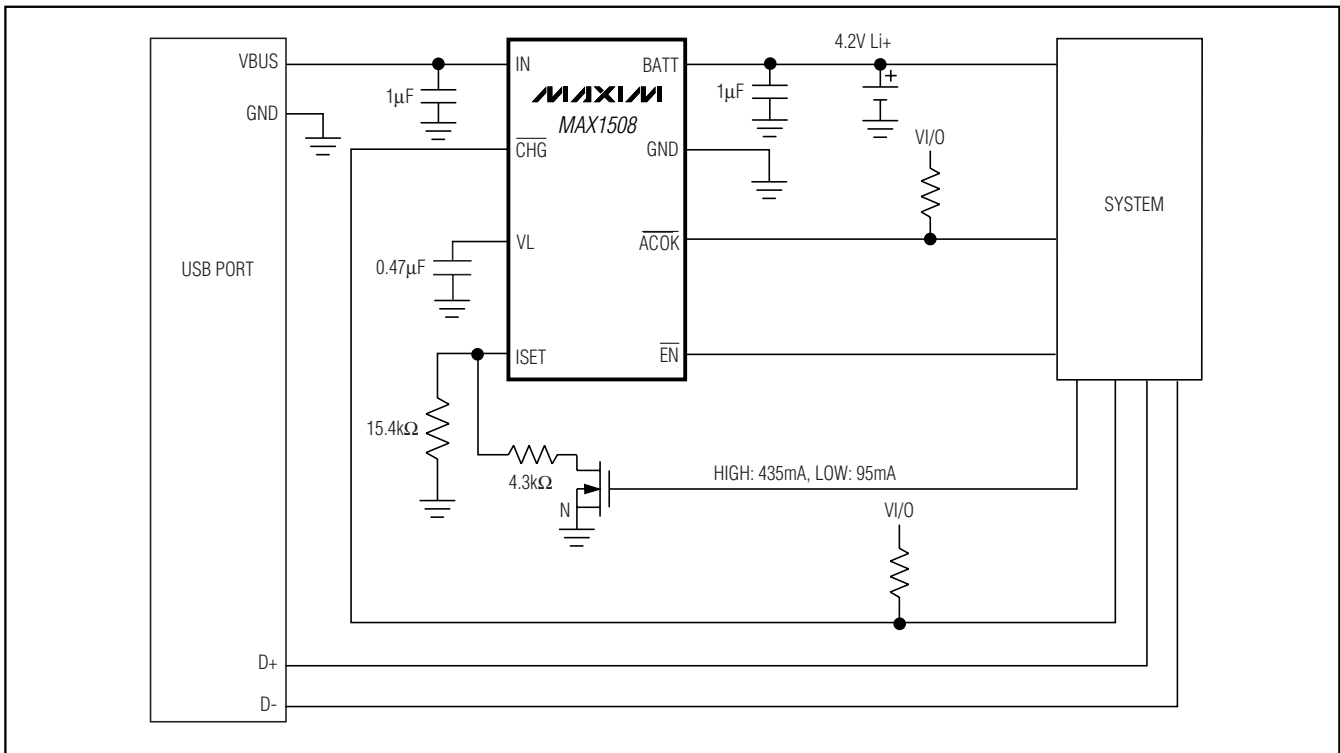 VBUS
GND
USB PORT
D+
D-
1µF
IN
BATT
MAXIM
MAX1508
CHG
GND
VL
ACOK
ISET
EN
0.47µF
15.4kΩ
4.3kΩ
N
1µF
4.2V Li+
+
VI/O
SYSTEM
HIGH: 435mA, LOW: 95mA
VI/O